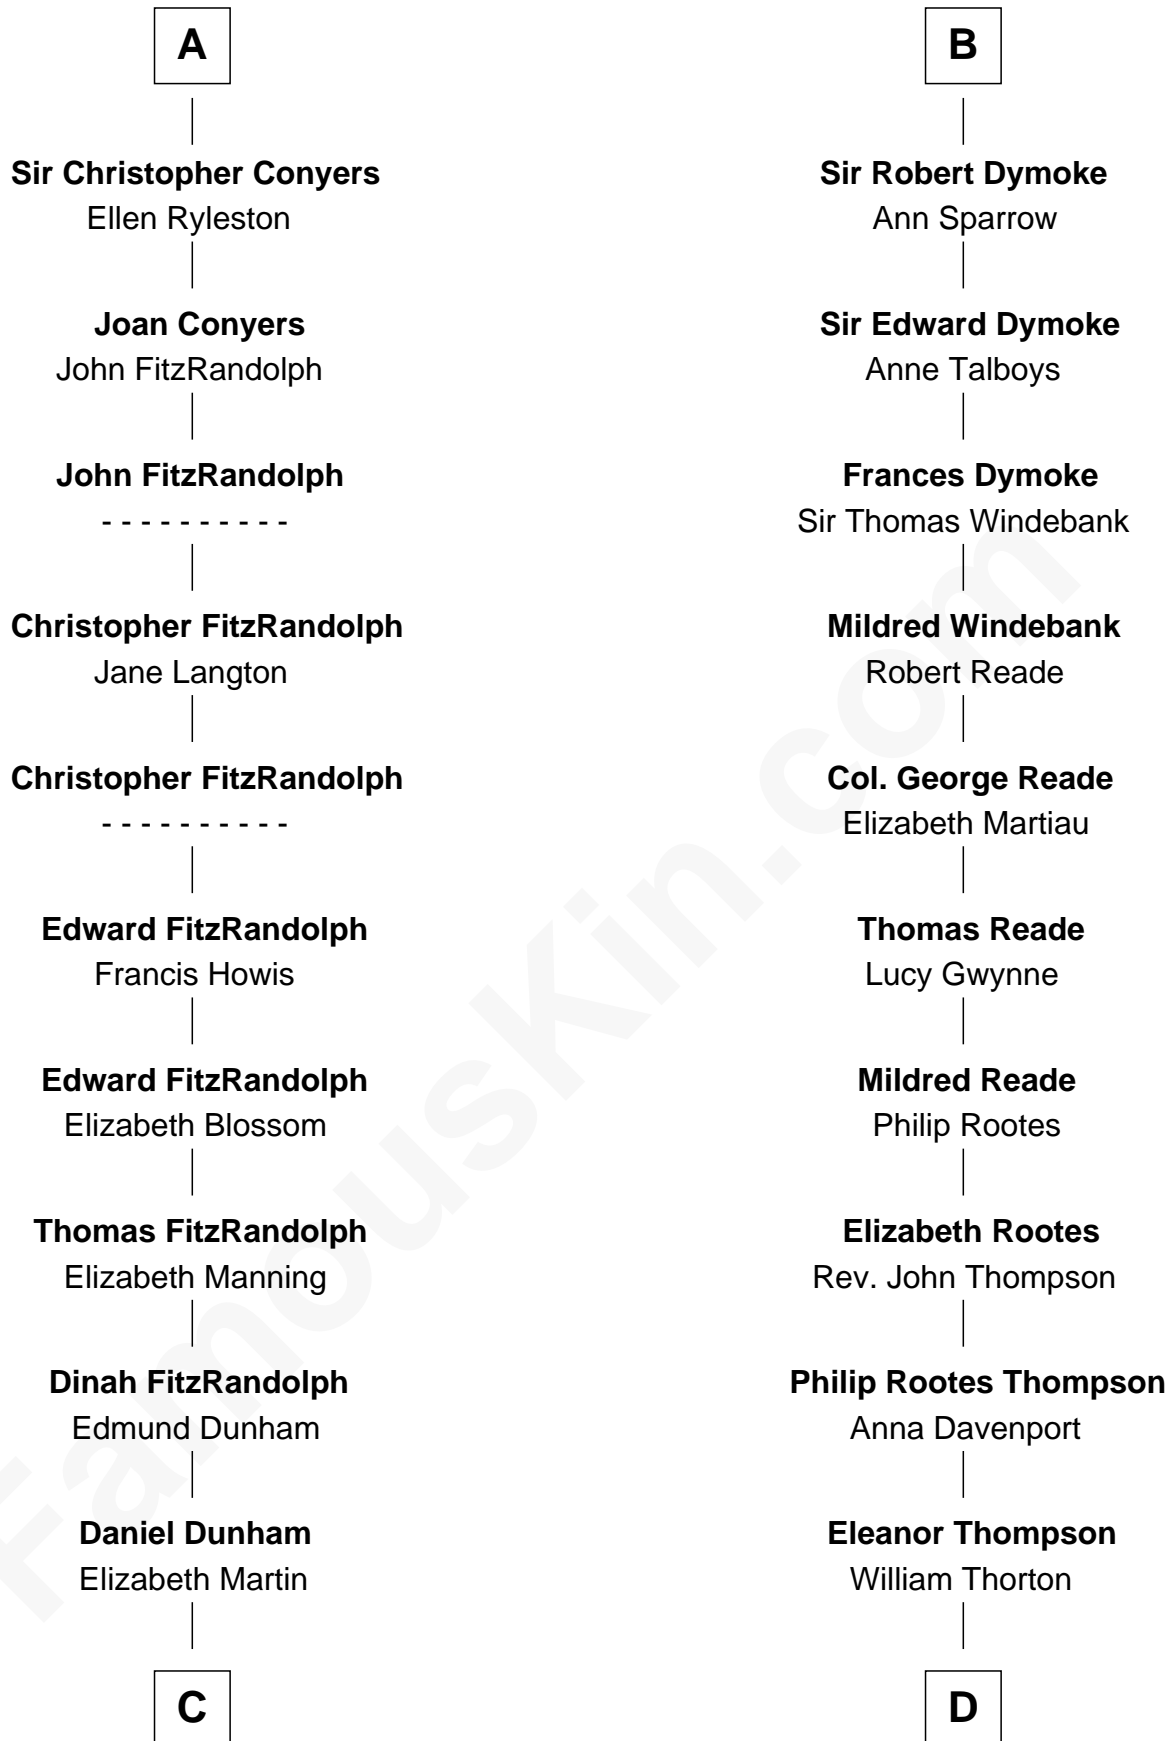 A
Sir Christopher Conyers
Ellen Ryleston
Joan Conyers
John FitzRandolph
John FitzRandolph
- - - - - - - - - -
Christopher FitzRandolph
Jane Langton
Christopher FitzRandolph
- - - - - - - - - -
Edward FitzRandolph
Francis Howis
Edward FitzRandolph
Elizabeth Blossom
Thomas FitzRandolph
Elizabeth Manning
Dinah FitzRandolph
Edmund Dunham
Daniel Dunham
Elizabeth Martin
C
B
Sir Robert Dymoke
Ann Sparrow
Sir Edward Dymoke
Anne Talboys
Frances Dymoke
Sir Thomas Windebank
Mildred Windebank
Robert Reade
Col. George Reade
Elizabeth Martiau
Thomas Reade
Lucy Gwynne
Mildred Reade
Philip Rootes
Elizabeth Rootes
Rev. John Thompson
Philip Rootes Thompson
Anna Davenport
Eleanor Thompson
William Thorton
D
FamousKin.com